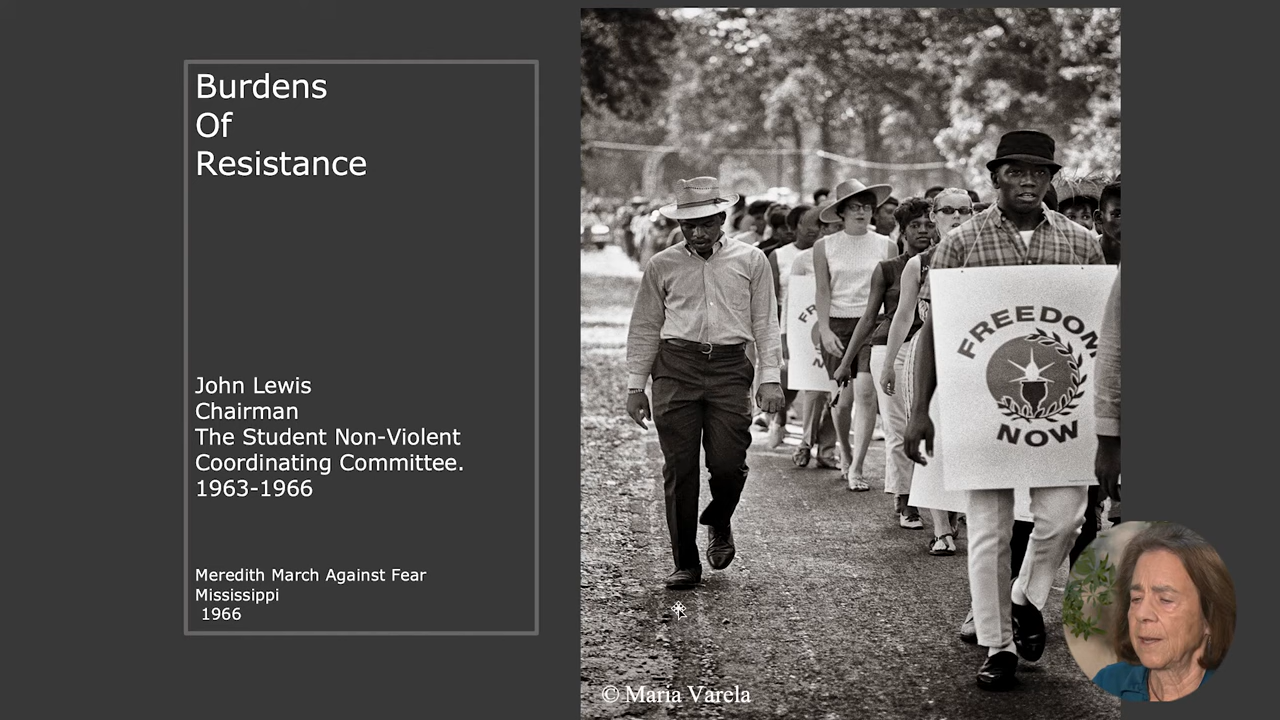 Burdens
Of
Resistance
John Lewis
Chairman
The Student Non-Violent
Coordinating Committee.
1963-1966
Meredith March Against Fear
Mississippi
1966
FREEDOM
NOW
© Maria Varela